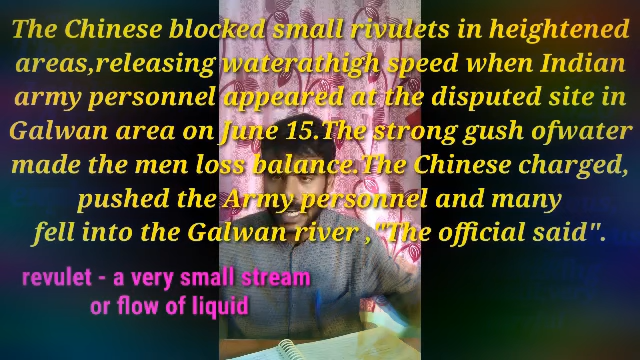 The Chinese blocked small rivulets in heightened
areas,releasing waterathigh speed when Indian
army personnel appeared at the disputed site in
Galwan area on June 15.The strong gush ofwater
made the men loss balance.The Chinese charged,
pushed the Army personnel and many
fell into the Galwan river ,"The official said".
revulet - a very small stream
or flow of liquid